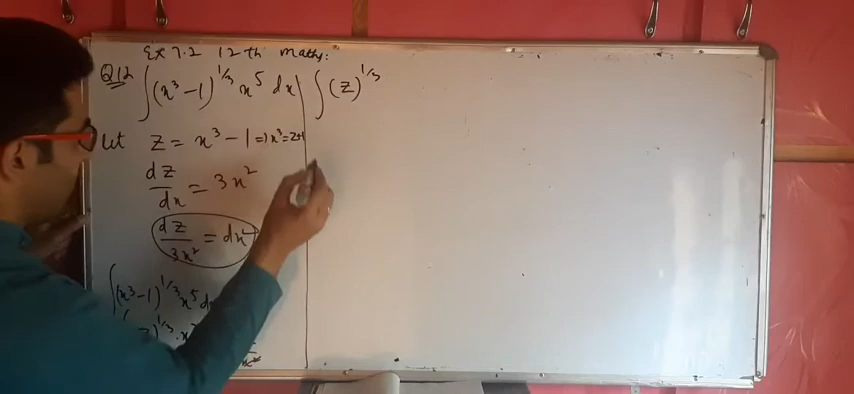 Ex 7.2 12th maths:
Q12 ∫(x³-1)^1/3 x⁵ dx
Let z = x³ - 1 => x³ = z+1
dz/dx = 3x²
dz/3x² = dx
∫(x³-1)^1/3 x⁵
∫(z)^1/3